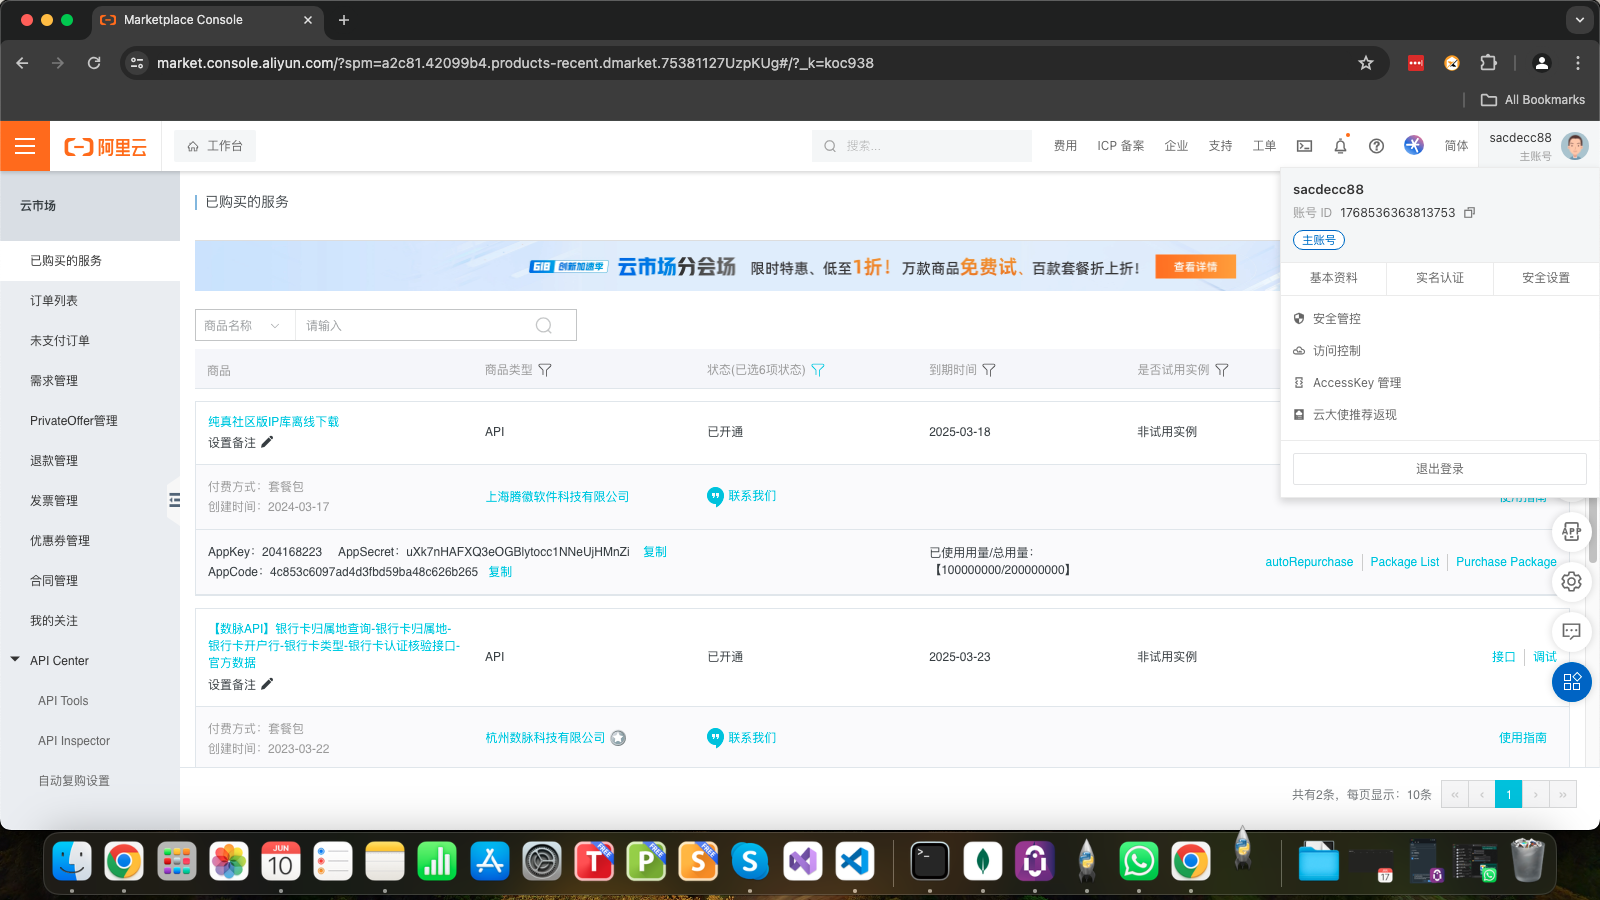 Marketplace Console
market.console.aliyun.com/?spm=a2c81.42099b4.products-recent.dmarket.75381127UzpKUg#/?_k=koc938
All Bookmarks
阿里云
工作台
搜索...
费用
ICP 备案
企业
支持
工单
简体
sacdecc88
主账号
sacdecc88
账号 ID 1768536363813753
主账号
基本资料
实名认证
安全设置
安全管控
访问控制
AccessKey 管理
云大使推荐返现
退出登录
云市场
已购买的服务
订单列表
未支付订单
需求管理
PrivateOffer管理
退款管理
发票管理
优惠券管理
合同管理
我的关注
API Center
API Tools
API Inspector
自动复购设置
已购买的服务
618 创新加速季 云市场分会场 限时特惠、低至1折！万款商品免费试、百款套餐折上折！ 查看详情
商品名称
请输入
商品
商品类型
状态(已选6项状态)
到期时间
是否试用实例
纯真社区版IP库离线下载
设置备注
API
已开通
2025-03-18
非试用实例
付费方式：套餐包
创建时间：2024-03-17
上海腾徽软件科技有限公司
联系我们
使用指南
AppKey：204168223 AppSecret：uXk7nHAFXQ3eOGBlytocc1NNeUjHMnZi 复制
AppCode：4c853c6097ad4d3fbd59ba48c626b265 复制
已使用用量/总用量：
【100000000/200000000】
autoRepurchase
Package List
Purchase Package
APP
【数脉API】银行卡归属地查询-银行卡归属地-
银行卡开户行-银行卡类型-银行卡认证核验接口-
官方数据
设置备注
API
已开通
2025-03-23
非试用实例
接口
调试
付费方式：套餐包
创建时间：2023-03-22
杭州数脉科技有限公司
联系我们
使用指南
共有2条，每页显示：10条
« ‹ 1 › »
JUN
10
T FREE
P FREE
S FREE
17